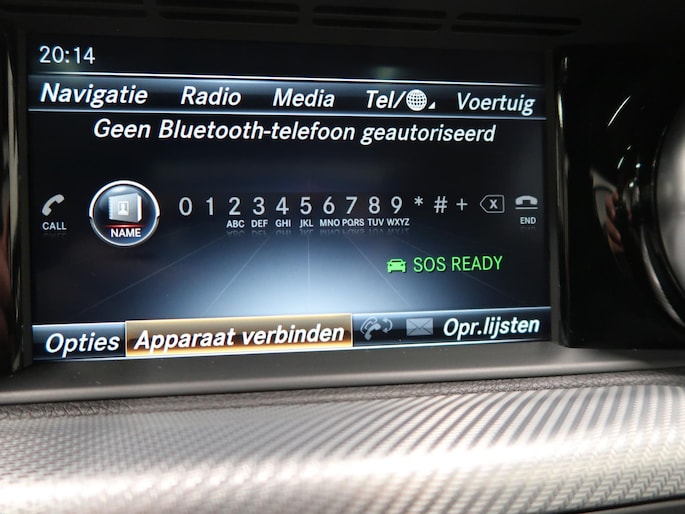 20:14
Navigatie Radio Media Tel/ Voertuig
Geen Bluetooth-telefoon geautoriseerd
0 1 2 3 4 5 6 7 8 9 * # +
ABC DEF GHI JKL MNO PQRS TUV WXYZ
CALL NAME END
SOS READY
Opties Apparaat verbinden Opr.lijsten